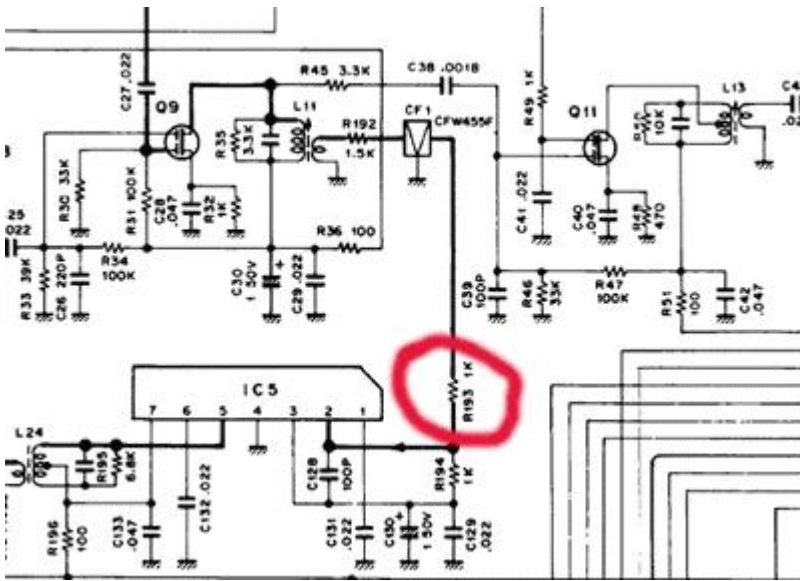 C27 .022
Q9
R45 3.3K
C38 .0018
R49 1K
L13
L11
CF1
CFW455F
Q11
R35
3.3K
R192
1.5K
10K
R30 33K
R31 100K
C28
.047
R32
1K
C41 .022
C40
.047
R48
470
25
022
R36 100
R34
100K
R33 39K
C26 220P
C30
1 50V
+
C29 .022
C39
100P
R46
33K
R47
100K
R51
100
C42
.047
R193 1K
IC5
7 6 5 4 3 2 1
L24
R195
6.8K
C128
100P
R194
1K
C132 .022
R196
100
C133
.047
C131
.022
C130
1 50V
+
C129
.022